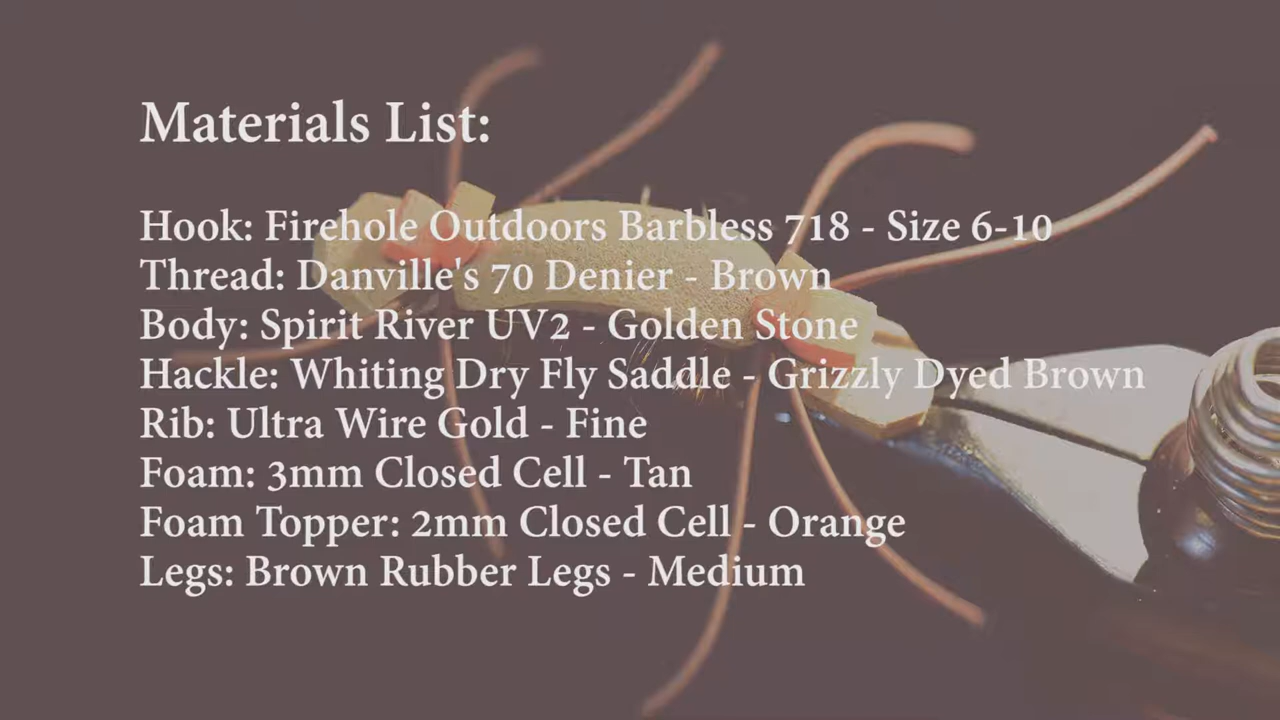 Materials List:
Hook: Firehole Outdoors Barbless 718 - Size 6-10
Thread: Danville's 70 Denier - Brown
Body: Spirit River UV2 - Golden Stone
Hackle: Whiting Dry Fly Saddle - Grizzly Dyed Brown
Rib: Ultra Wire Gold - Fine
Foam: 3mm Closed Cell - Tan
Foam Topper: 2mm Closed Cell - Orange
Legs: Brown Rubber Legs - Medium